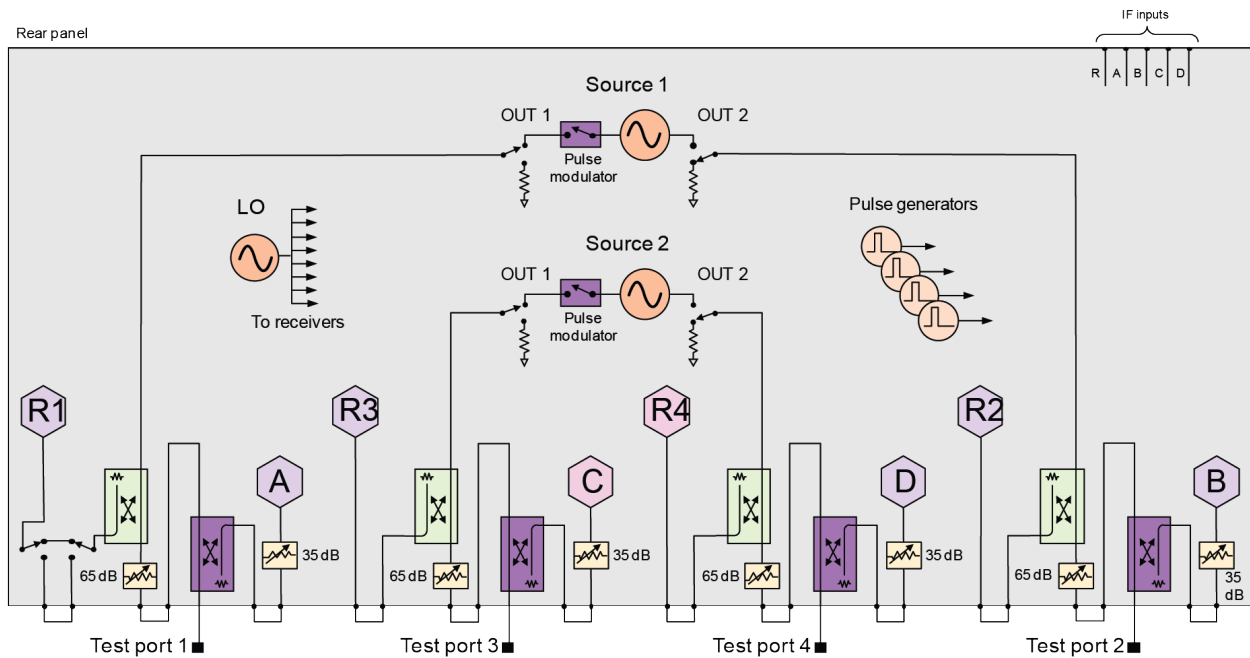 IF inputs
Rear panel
R A B C D
Source 1
OUT 1
OUT 2
Pulse
modulator
LO
To receivers
Pulse generators
Source 2
OUT 1
OUT 2
Pulse
modulator
R1
R3
R4
R2
A
C
D
B
35 dB
35 dB
35 dB
35
dB
65 dB
65 dB
65 dB
65 dB
Test port 1
Test port 3
Test port 4
Test port 2